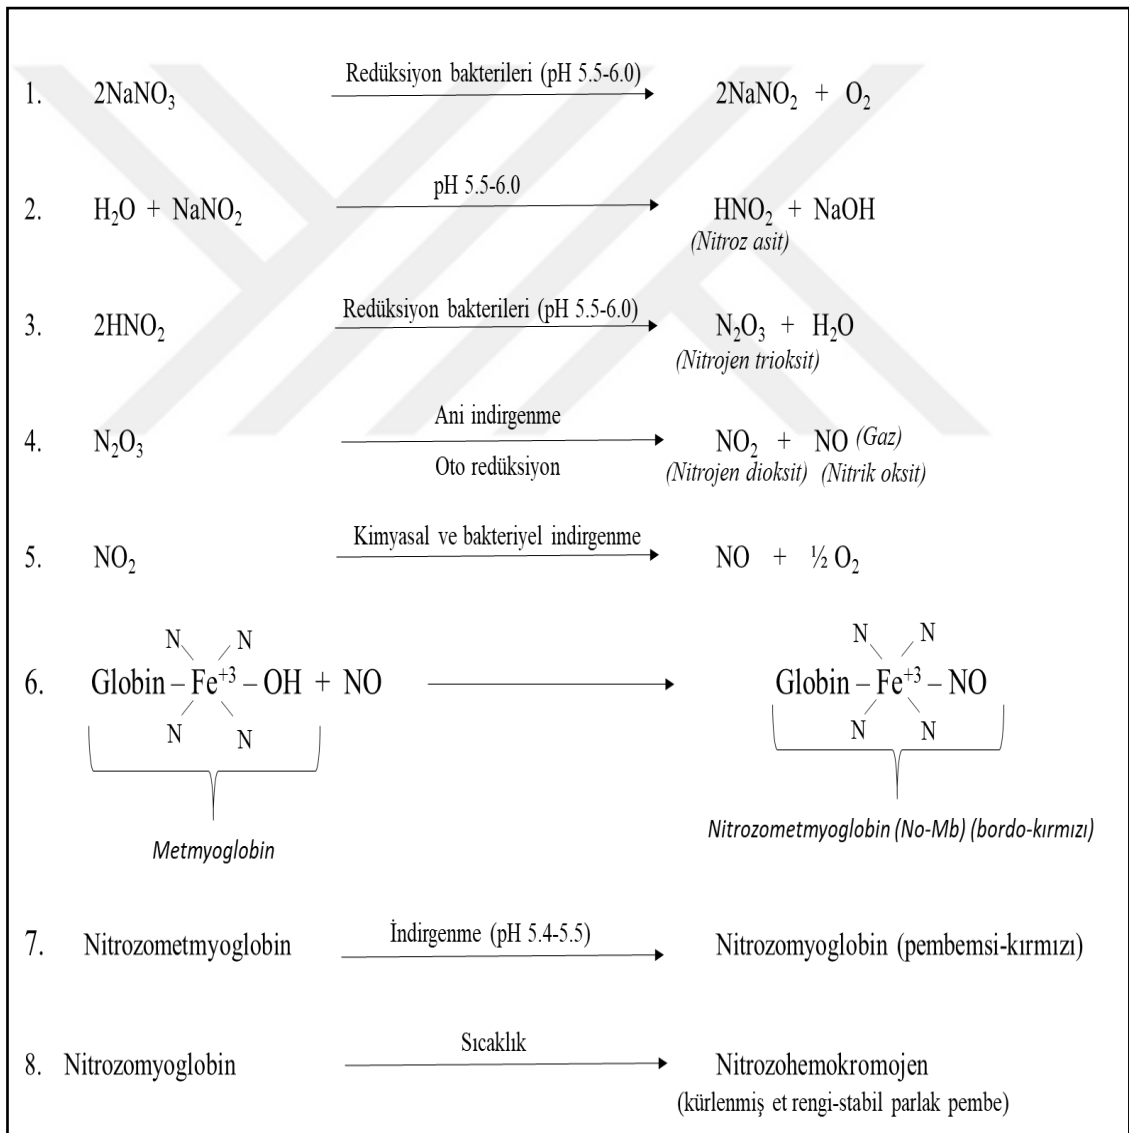 Redüksiyon bakterileri (pH 5.5-6.0)
1. 2NaNO₃ 2NaNO₂ + O₂
pH 5.5-6.0
2. H₂O + NaNO₂ HNO₂ + NaOH
(Nitroz asit)
Redüksiyon bakterileri (pH 5.5-6.0)
3. 2HNO₂ N₂O₃ + H₂O
(Nitrojen trioksit)
Ani indirgenme
4. N₂O₃ NO₂ + NO (Gaz)
Oto redüksiyon (Nitrojen dioksit) (Nitrik oksit)
Kimyasal ve bakteriyel indirgenme
5. NO₂ NO + ½ O₂
N N N N
6. Globin – Fe⁺³ – OH + NO Globin – Fe⁺³ – NO
N N N N
Metmyoglobin Nitrozometmyoglobin (No-Mb) (bordo-kırmızı)
İndirgenme (pH 5.4-5.5)
7. Nitrozometmyoglobin Nitrozomyoglobin (pembemsi-kırmızı)
Sıcaklık
8. Nitrozomyoglobin Nitrozohemokromojen
(kürlenmiş et rengi-stabil parlak pembe)